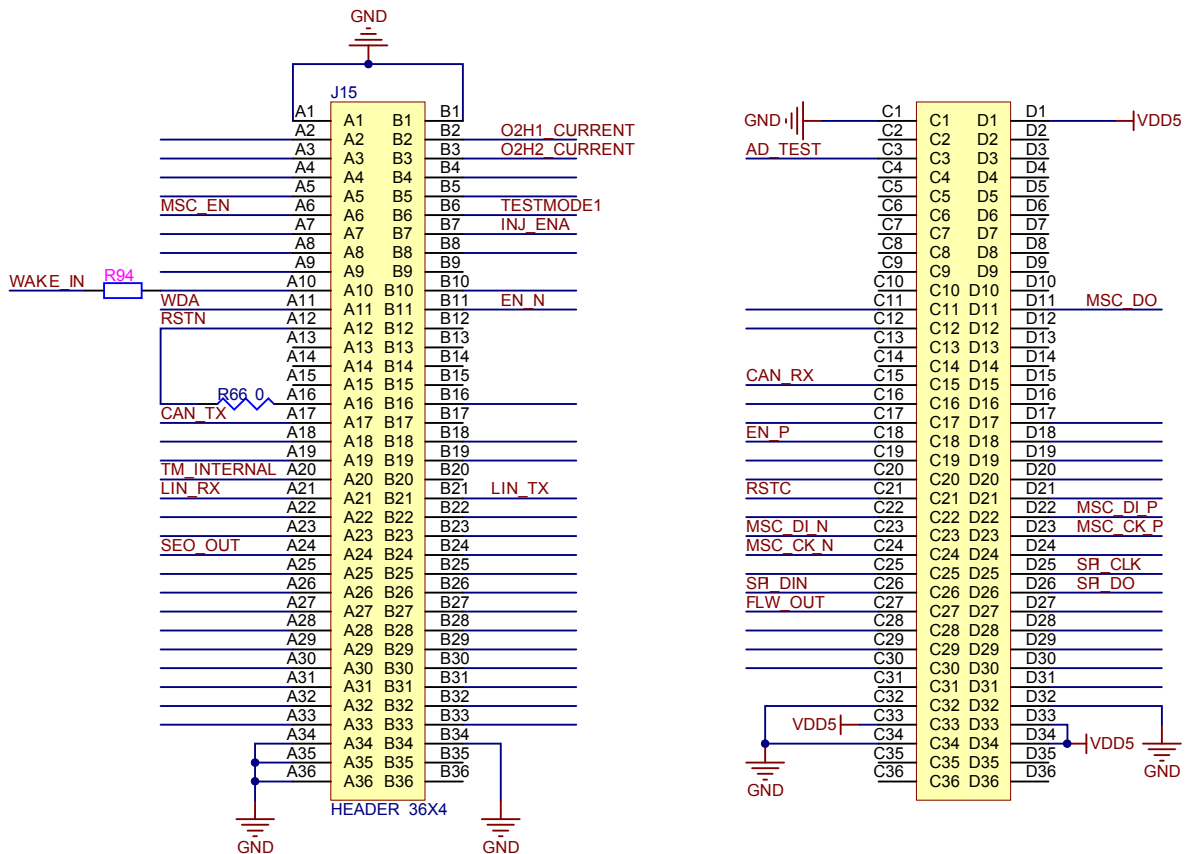 GND
J15
A1 A1 B1 B1
A2 A2 B2 B2 O2H1_CURRENT
A3 A3 B3 B3 O2H2_CURRENT
A4 A4 B4 B4
A5 A5 B5 B5
MSC_EN A6 A6 B6 B6 TESTMODE1
A7 A7 B7 B7 INJ_ENA
A8 A8 B8 B8
A9 A9 B9 B9
WAKE_IN R94 A10 A10 B10 B10
WDA A11 A11 B11 B11 EN_N
RSTN A12 A12 B12 B12
A13 A13 B13 B13
A14 A14 B14 B14
A15 A15 B15 B15
R66 0 A16 A16 B16 B16
CAN_TX A17 A17 B17 B17
A18 A18 B18 B18
A19 A19 B19 B19
TM_INTERNAL A20 A20 B20 B20
LIN_RX A21 A21 B21 B21 LIN_TX
A22 A22 B22 B22
A23 A23 B23 B23
SEO_OUT A24 A24 B24 B24
A25 A25 B25 B25
A26 A26 B26 B26
A27 A27 B27 B27
A28 A28 B28 B28
A29 A29 B29 B29
A30 A30 B30 B30
A31 A31 B31 B31
A32 A32 B32 B32
A33 A33 B33 B33
A34 A34 B34 B34
A35 A35 B35 B35
A36 A36 B36 B36
HEADER 36X4
GND GND
GND C1 C1 D1 D1 VDD5
C2 C2 D2 D2
AD_TEST C3 C3 D3 D3
C4 C4 D4 D4
C5 C5 D5 D5
C6 C6 D6 D6
C7 C7 D7 D7
C8 C8 D8 D8
C9 C9 D9 D9
C10 C10 D10 D10
C11 C11 D11 D11 MSC_DO
C12 C12 D12 D12
C13 C13 D13 D13
C14 C14 D14 D14
CAN_RX C15 C15 D15 D15
C16 C16 D16 D16
C17 C17 D17 D17
EN_P C18 C18 D18 D18
C19 C19 D19 D19
C20 C20 D20 D20
RSTC C21 C21 D21 D21
C22 C22 D22 D22 MSC_DI_P
MSC_DI_N C23 C23 D23 D23 MSC_CK_P
MSC_CK_N C24 C24 D24 D24
C25 C25 D25 D25 SPI_CLK
SPI_DIN C26 C26 D26 D26 SPI_DO
FLW_OUT C27 C27 D27 D27
C28 C28 D28 D28
C29 C29 D29 D29
C30 C30 D30 D30
C31 C31 D31 D31
C32 C32 D32 D32
VDD5 C33 C33 D33 D33
C34 C34 D34 D34 VDD5
C35 C35 D35 D35
C36 C36 D36 D36
GND GND